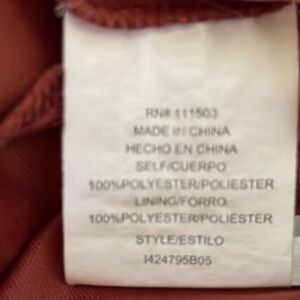 RN# 111503
MADE IN CHINA
HECHO EN CHINA
SELF/CUERPO
100%POLYESTER/POLIESTER
LINING/FORRO
100%POLYESTER/POLIESTER
STYLE/ESTILO
I424795B05